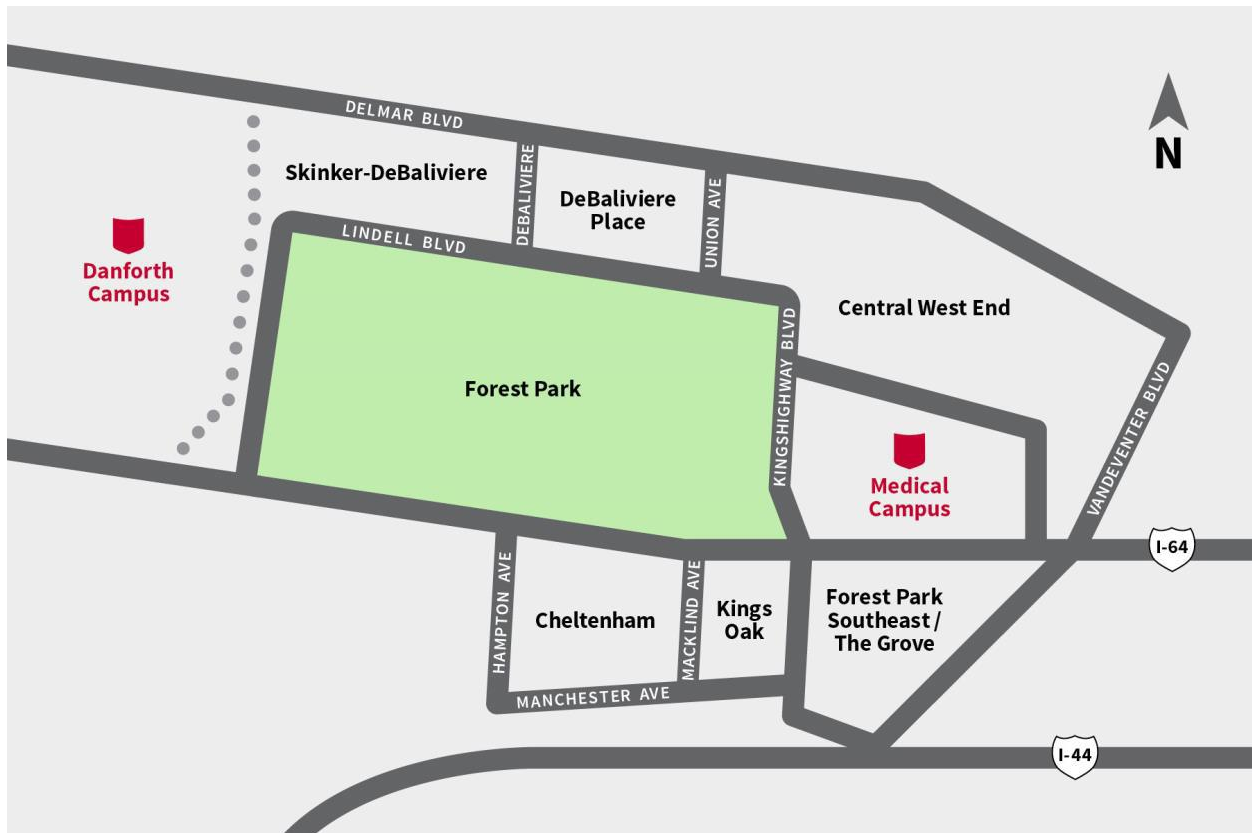 DELMAR BLVD
N
Skinker-DeBaliviere
DEBALIVIERE
DeBaliviere
Place
UNION AVE
LINDELL BLVD
Danforth
Campus
Central West End
KINGSHIGHWAY BLVD
Forest Park
VANDEVENTER BLVD
Medical
Campus
I-64
HAMPTON AVE
Cheltenham
MACKLIND AVE
Kings
Oak
Forest Park
Southeast /
The Grove
MANCHESTER AVE
I-44